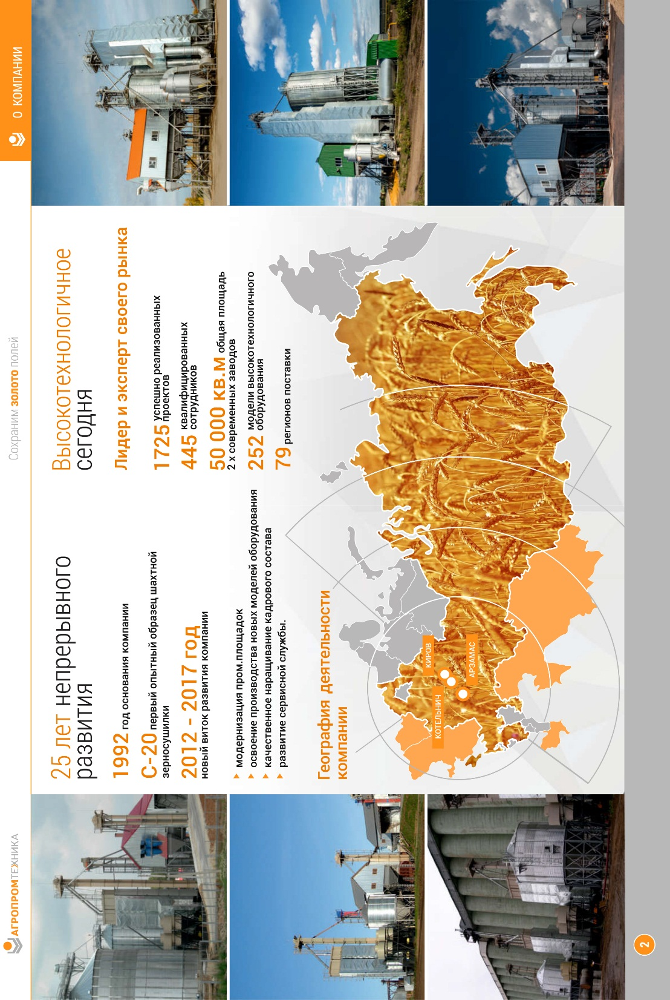 АГРОПРОМТЕХНИКА
Сохраним золото полей
О КОМПАНИИ
25 лет непрерывного
развития
1992 год основания компании
С-20 первый опытный образец шахтной
зерносушилки
2012 - 2017 год
новый виток развития компании
модернизация пром.площадок
освоение производства новых моделей оборудования
качественное наращивание кадрового состава
развитие сервисной службы.
Высокотехнологичное
сегодня
Лидер и эксперт своего рынка
1725 успешно реализованных
проектов
445 квалифицированных
сотрудников
50 000 кв.м общая площадь
2 х современных заводов
252 модели высокотехнологичного
оборудования
79 регионов поставки
География деятельности
компании
КИРОВ
КОТЕЛЬНИЧ
АРЗАМАС
2